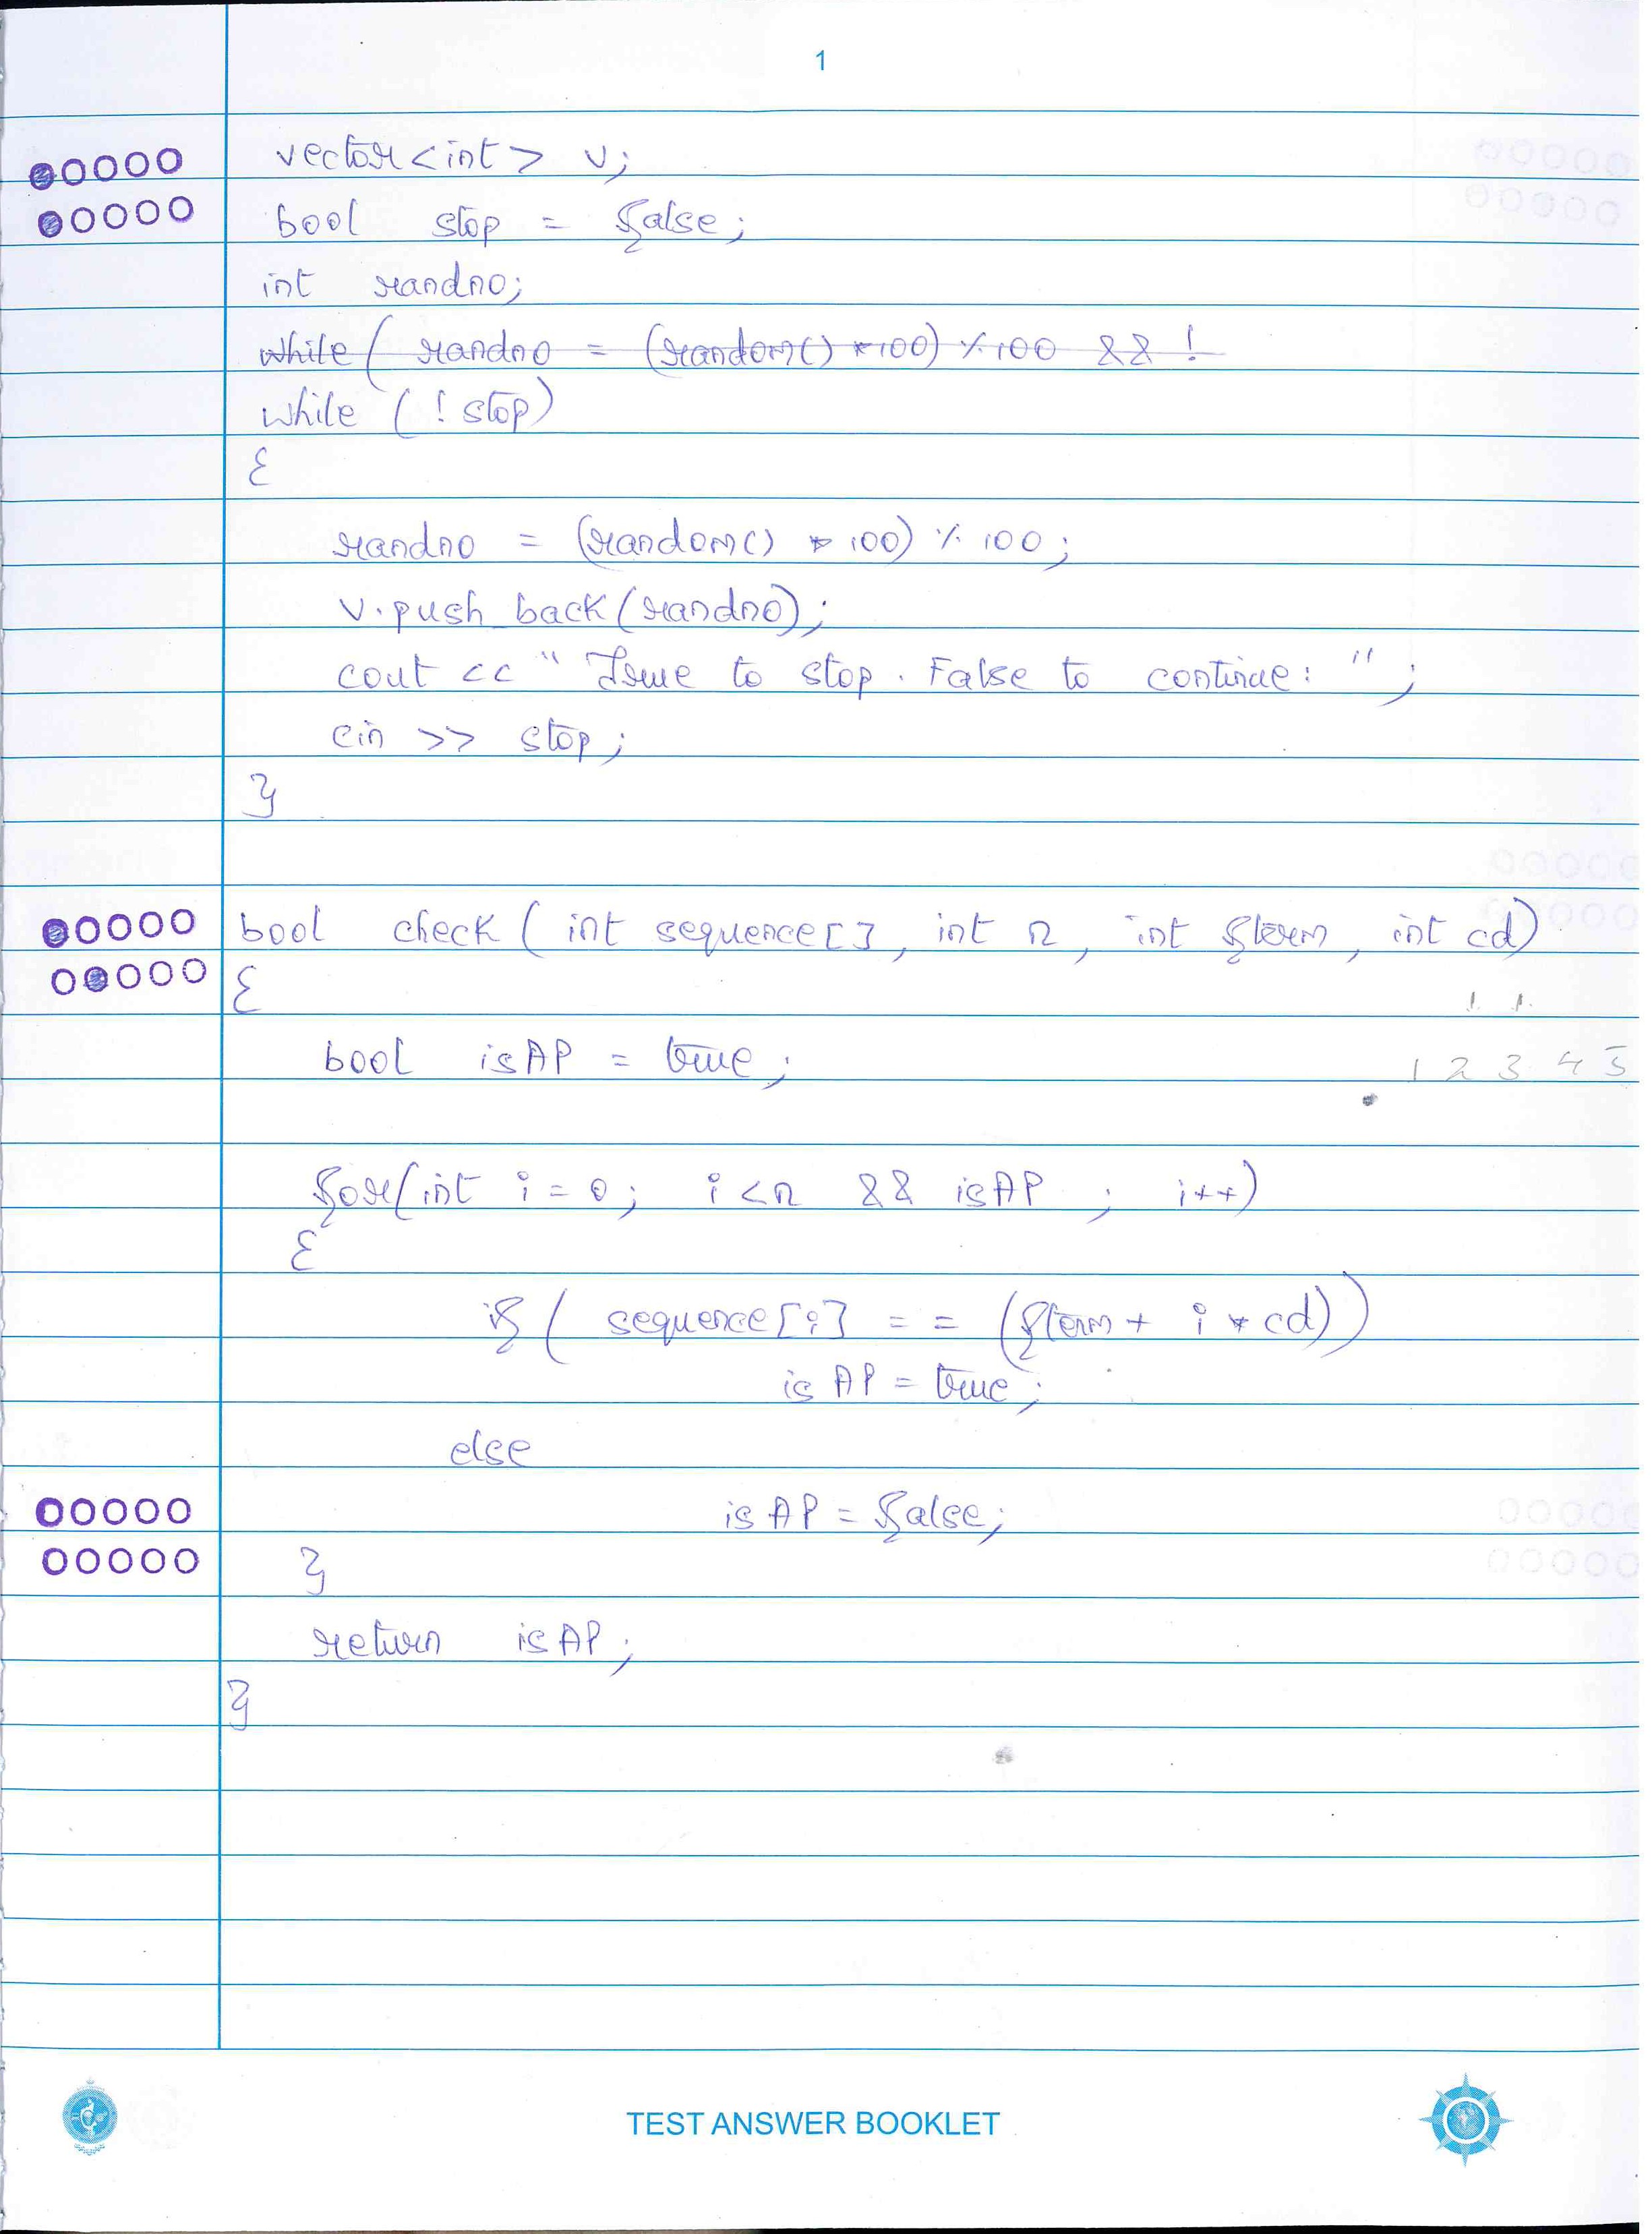 1
vector<int> v;
bool stop = false;
int randno;
while( randno = (random() *100) % 100 && !
while (!stop)
{
randno = (random() * 100) % 100;
v.push_back(randno);
cout << "True to stop. False to continue: ";
cin >> stop;
}
bool check( int sequence[], int n, int fterm, int cd)
{
1 1
bool isAP = true;
1 2 3 4 5
for(int i=0; i<n && isAP ; i++)
{
if( sequence[i] == (fterm + i * cd))
isAP = true;
else
isAP = false;
}
return isAP;
}
TEST ANSWER BOOKLET